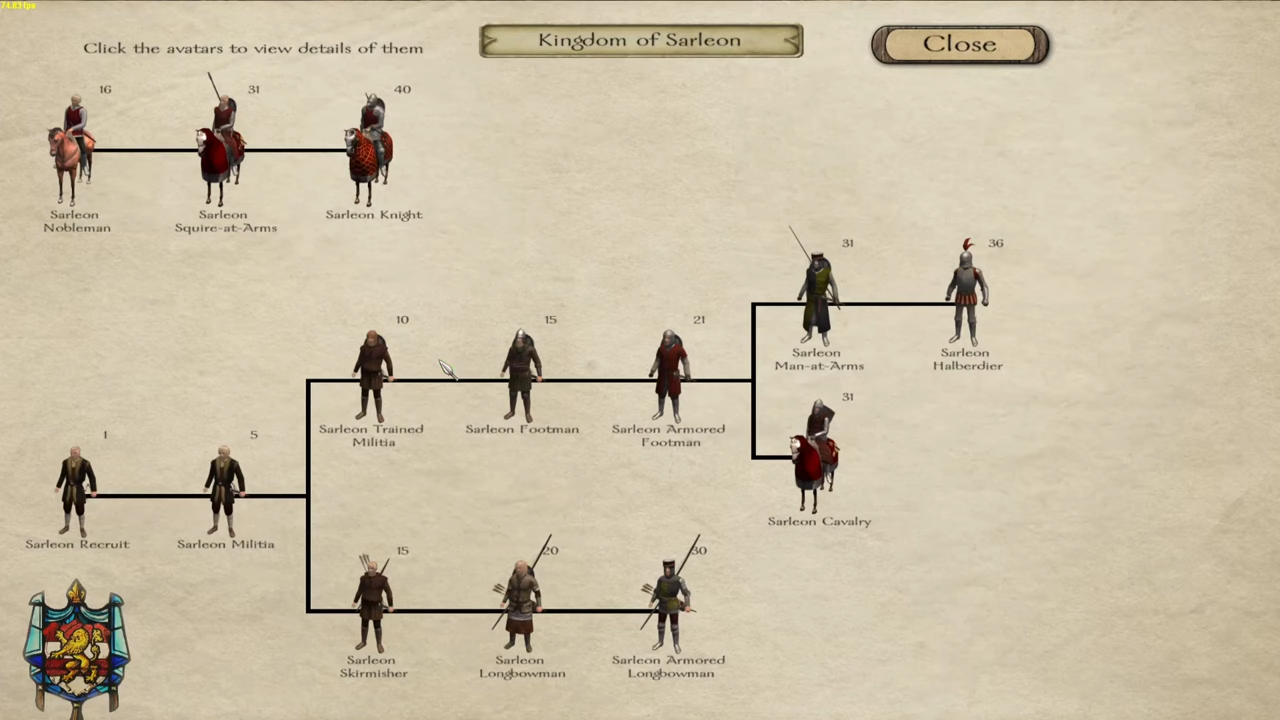 74.83fps
Click the avatars to view details of them
Kingdom of Sarleon
Close
16
31
40
Sarleon
Nobleman
Sarleon
Squire-at-Arms
Sarleon Knight
31
36
Sarleon
Man-at-Arms
Sarleon
Halberdier
10
15
21
Sarleon Trained
Militia
Sarleon Footman
Sarleon Armored
Footman
31
Sarleon Cavalry
1
5
Sarleon Recruit
Sarleon Militia
15
20
30
Sarleon
Skirmisher
Sarleon
Longbowman
Sarleon Armored
Longbowman